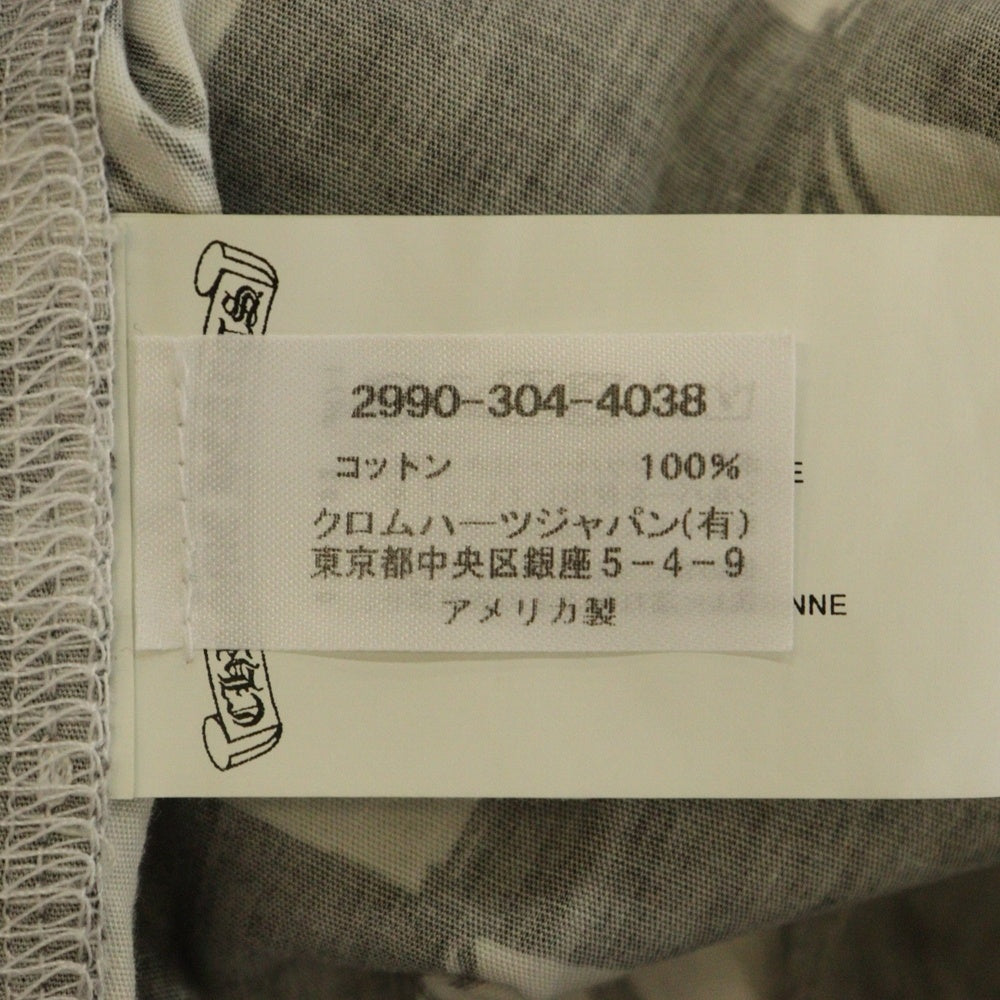 2990-304-4038
コットン 100%
E
クロムハーツジャパン(有)
東京都中央区銀座5-4-9
アメリカ製
NNE